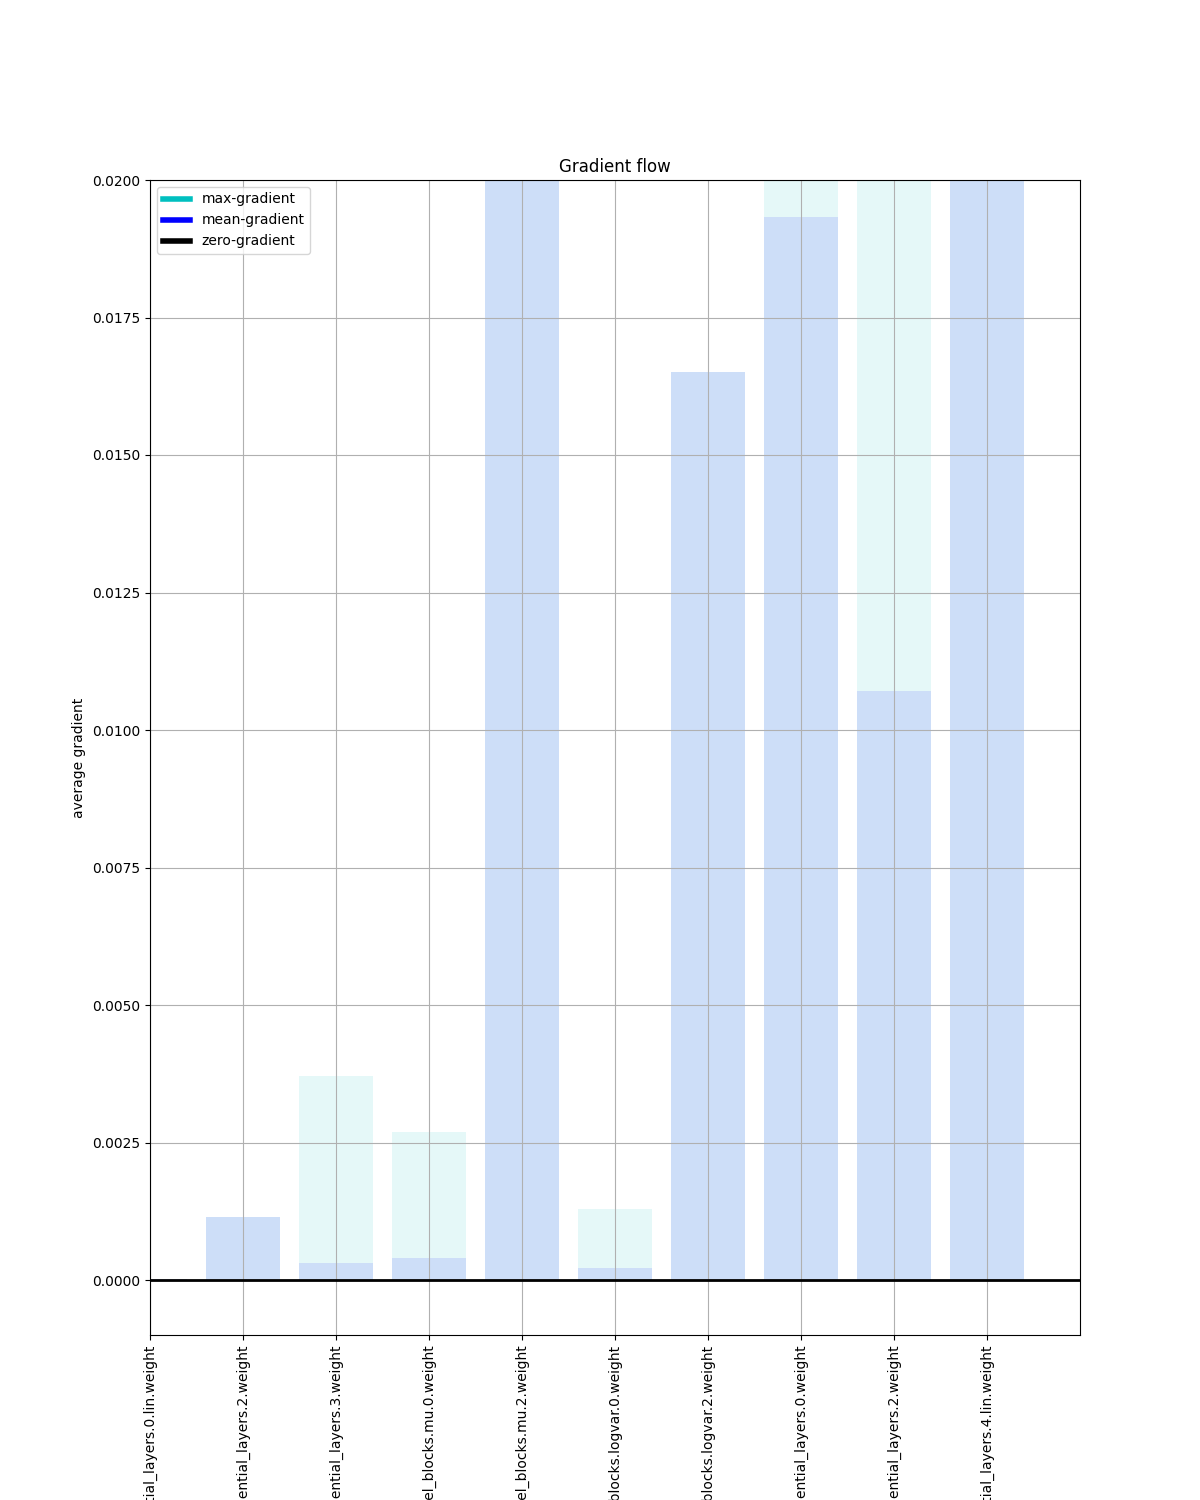 Gradient flow
max-gradient
mean-gradient
zero-gradient
0.0200
0.0175
0.0150
0.0125
0.0100
0.0075
0.0050
0.0025
0.0000
average gradient
tial_layers.0.lin.weight
ential_layers.2.weight
ential_layers.3.weight
el_blocks.mu.0.weight
el_blocks.mu.2.weight
blocks.logvar.0.weight
blocks.logvar.2.weight
ential_layers.0.weight
ential_layers.2.weight
tial_layers.4.lin.weight